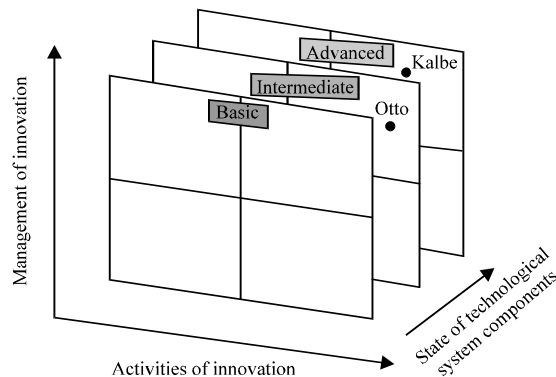 Advanced
Kalbe
Intermediate
Otto
Basic
Management of innovation
State of technological
system components
Activities of innovation